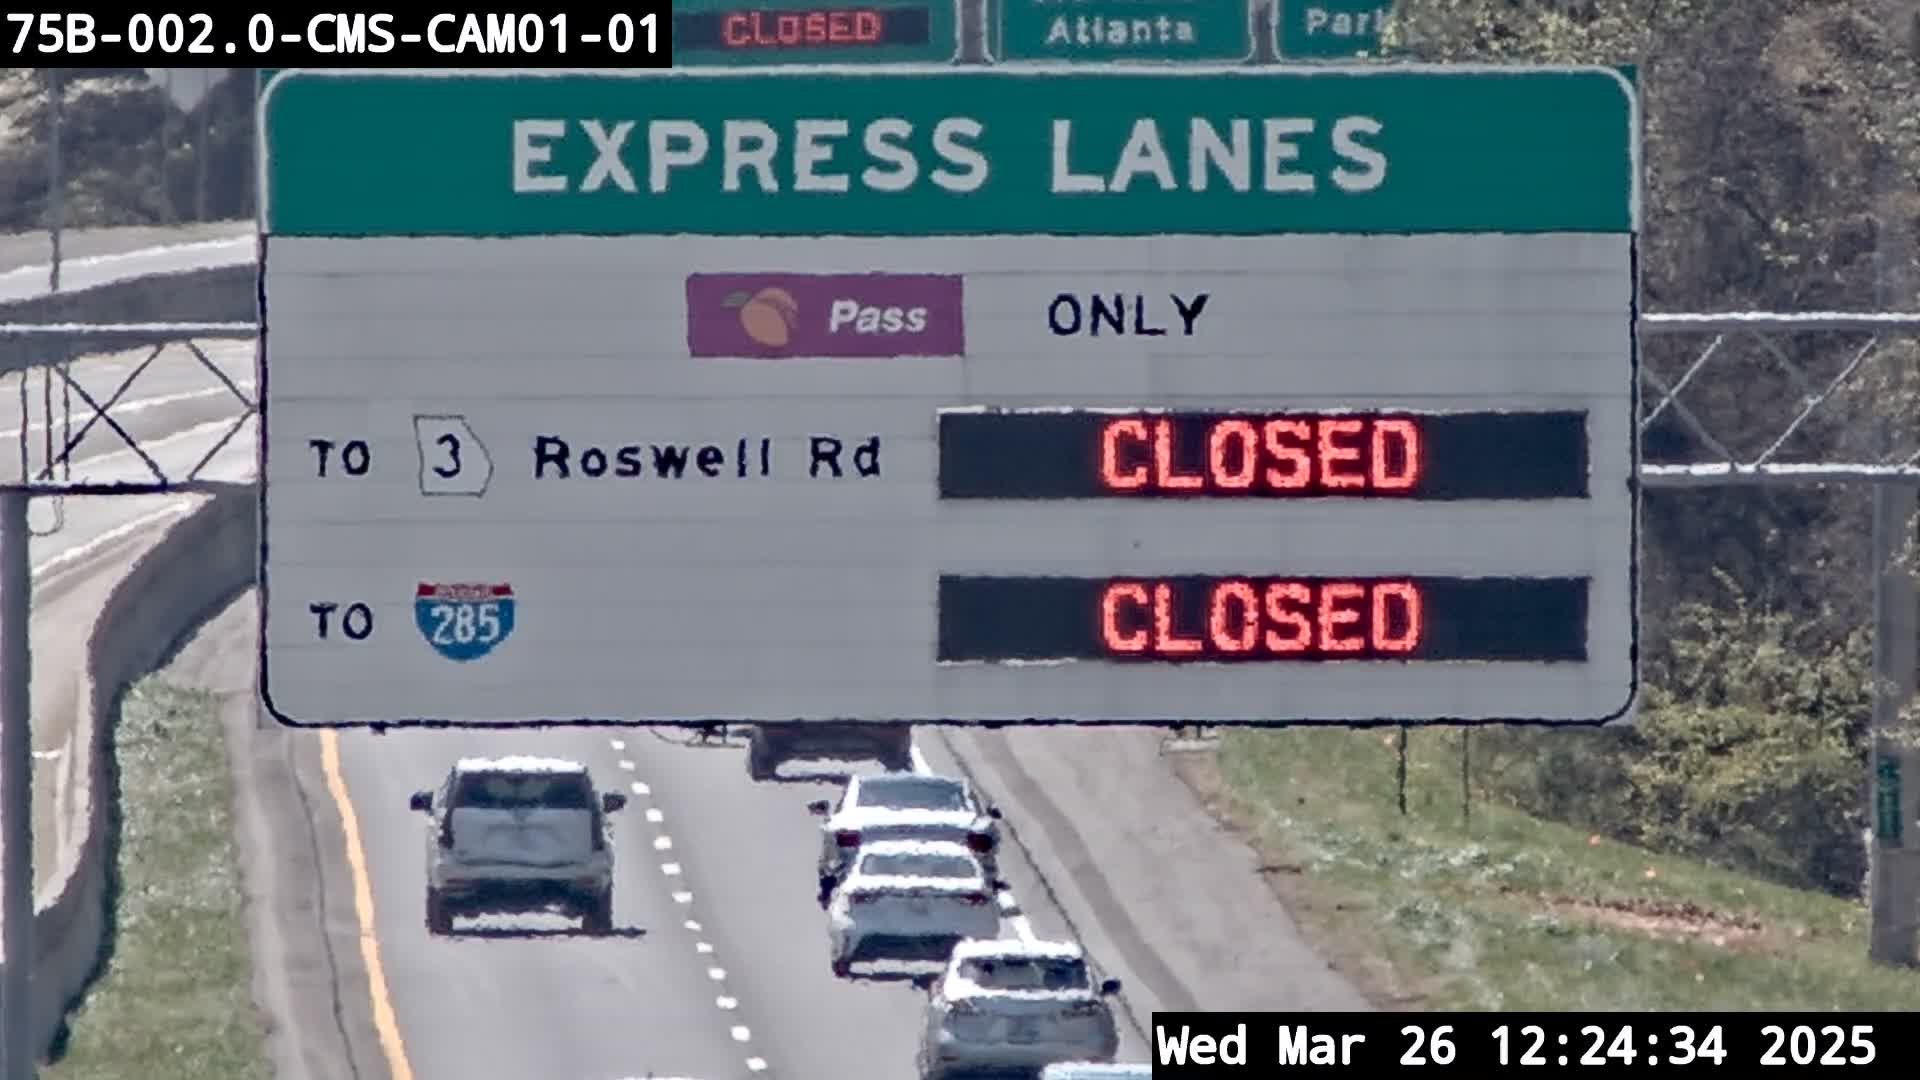 75B-002.0-CMS-CAM01-01
CLOSED
Atlanta
EXPRESS LANES
Pass ONLY
TO 3 Roswell Rd CLOSED
TO 285 CLOSED
Wed Mar 26 12:24:34 2025